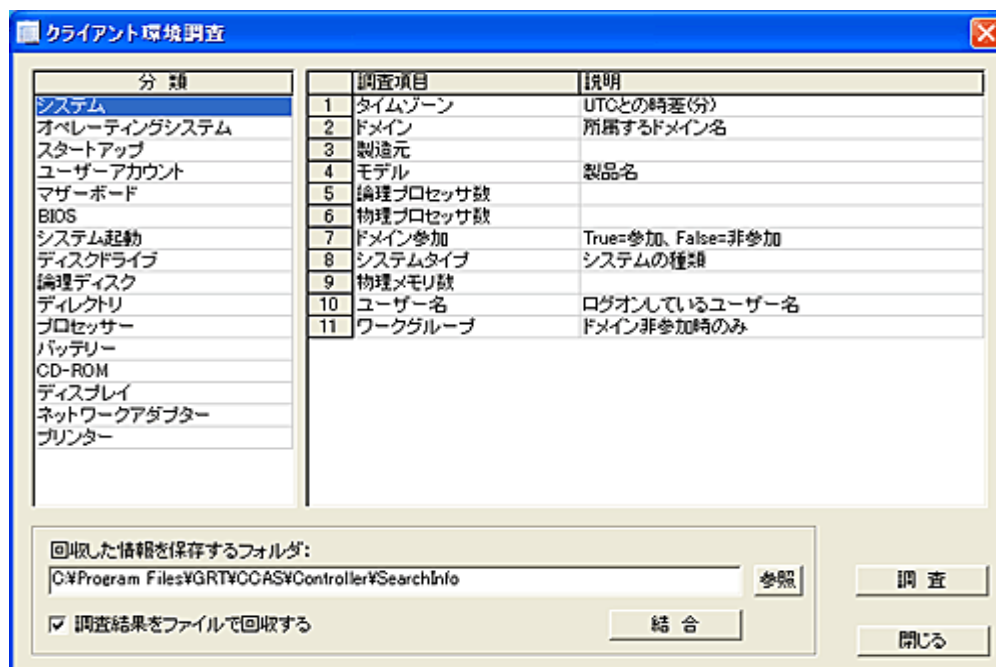 クライアント環境調査
分 類
システム
オペレーティングシステム
スタートアップ
ユーザーアカウント
マザーボード
BIOS
システム起動
ディスクドライブ
論理ディスク
ディレクトリ
プロセッサー
バッテリー
CD-ROM
ディスプレイ
ネットワークアダプター
プリンター
調査項目 説明
1 タイムゾーン UTCとの時差(分)
2 ドメイン 所属するドメイン名
3 製造元
4 モデル 製品名
5 論理プロセッサ数
6 物理プロセッサ数
7 ドメイン参加 True=参加、False=非参加
8 システムタイプ システムの種類
9 物理メモリ数
10 ユーザー名 ログオンしているユーザー名
11 ワークグループ ドメイン非参加時のみ
回収した情報を保存するフォルダ:
C:¥Program Files¥GRT¥CCAS¥Controller¥SearchInfo
参照
調 査
調査結果をファイルで回収する
結 合
閉じる